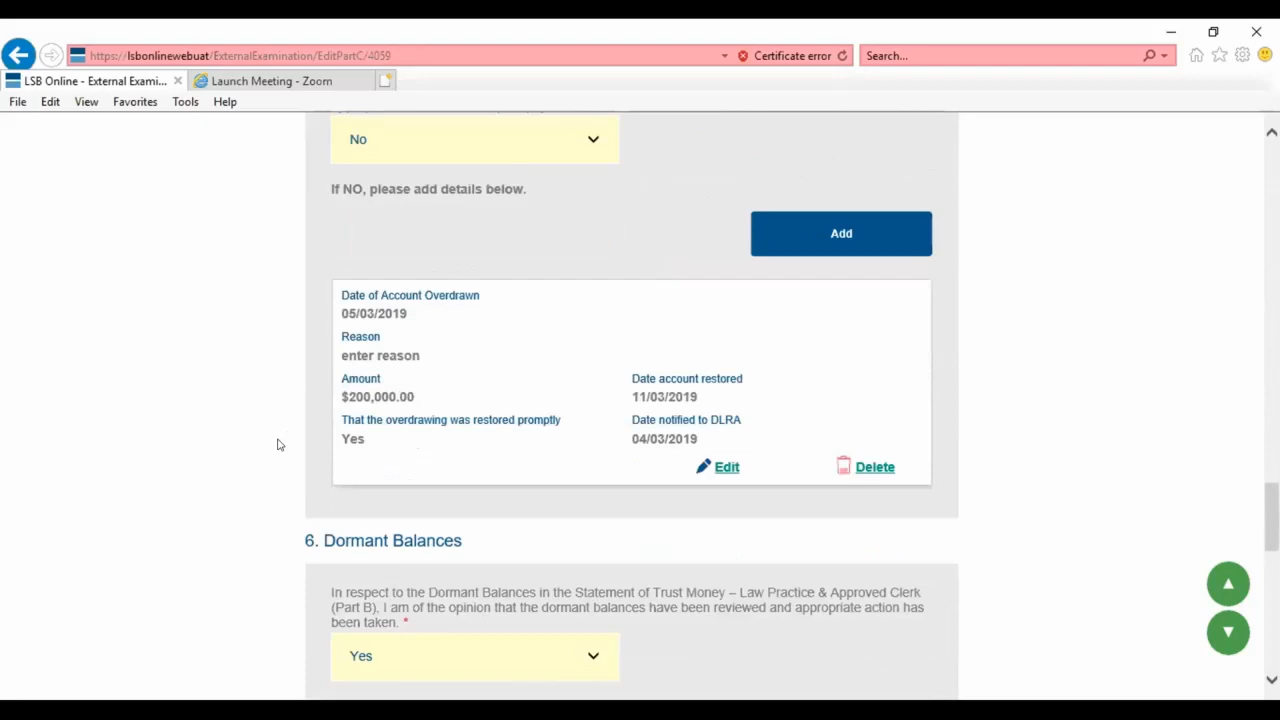 https://lsbonlinewebuat/ExternalExamination/EditPartC/4059
Certificate error
Search...
LSB Online - External Exami...
Launch Meeting - Zoom
File Edit View Favorites Tools Help
No
If NO, please add details below.
Add
Date of Account Overdrawn
05/03/2019
Reason
enter reason
Amount
Date account restored
$200,000.00
11/03/2019
That the overdrawing was restored promptly
Date notified to DLRA
Yes
04/03/2019
Edit
Delete
6. Dormant Balances
In respect to the Dormant Balances in the Statement of Trust Money – Law Practice & Approved Clerk
(Part B), I am of the opinion that the dormant balances have been reviewed and appropriate action has
been taken. *
Yes